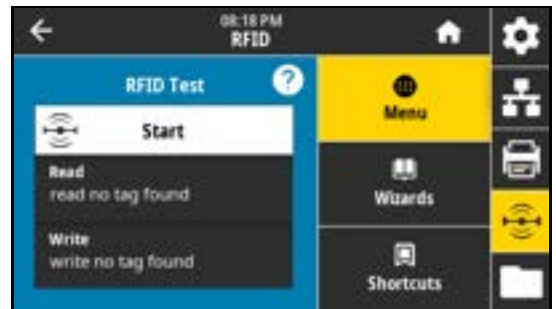 08:18 PM
RFID
RFID Test
?
Start
Read
read no tag found
Write
write no tag found
Menu
Wizards
Shortcuts